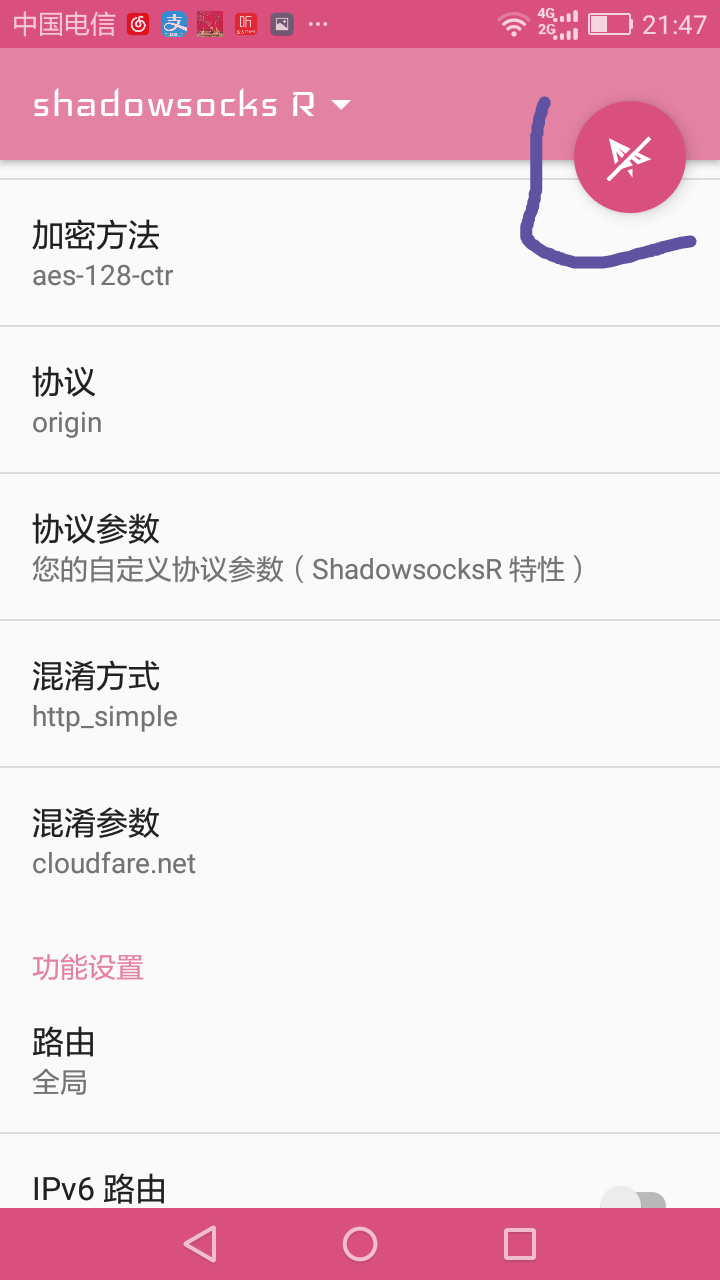 中国电信 4G 2G 21:47
shadowsocks R
加密方法
aes-128-ctr
协议
origin
协议参数
您的自定义协议参数（ ShadowsocksR 特性 ）
混淆方式
http_simple
混淆参数
cloudfare.net
功能设置
路由
全局
IPv6 路由